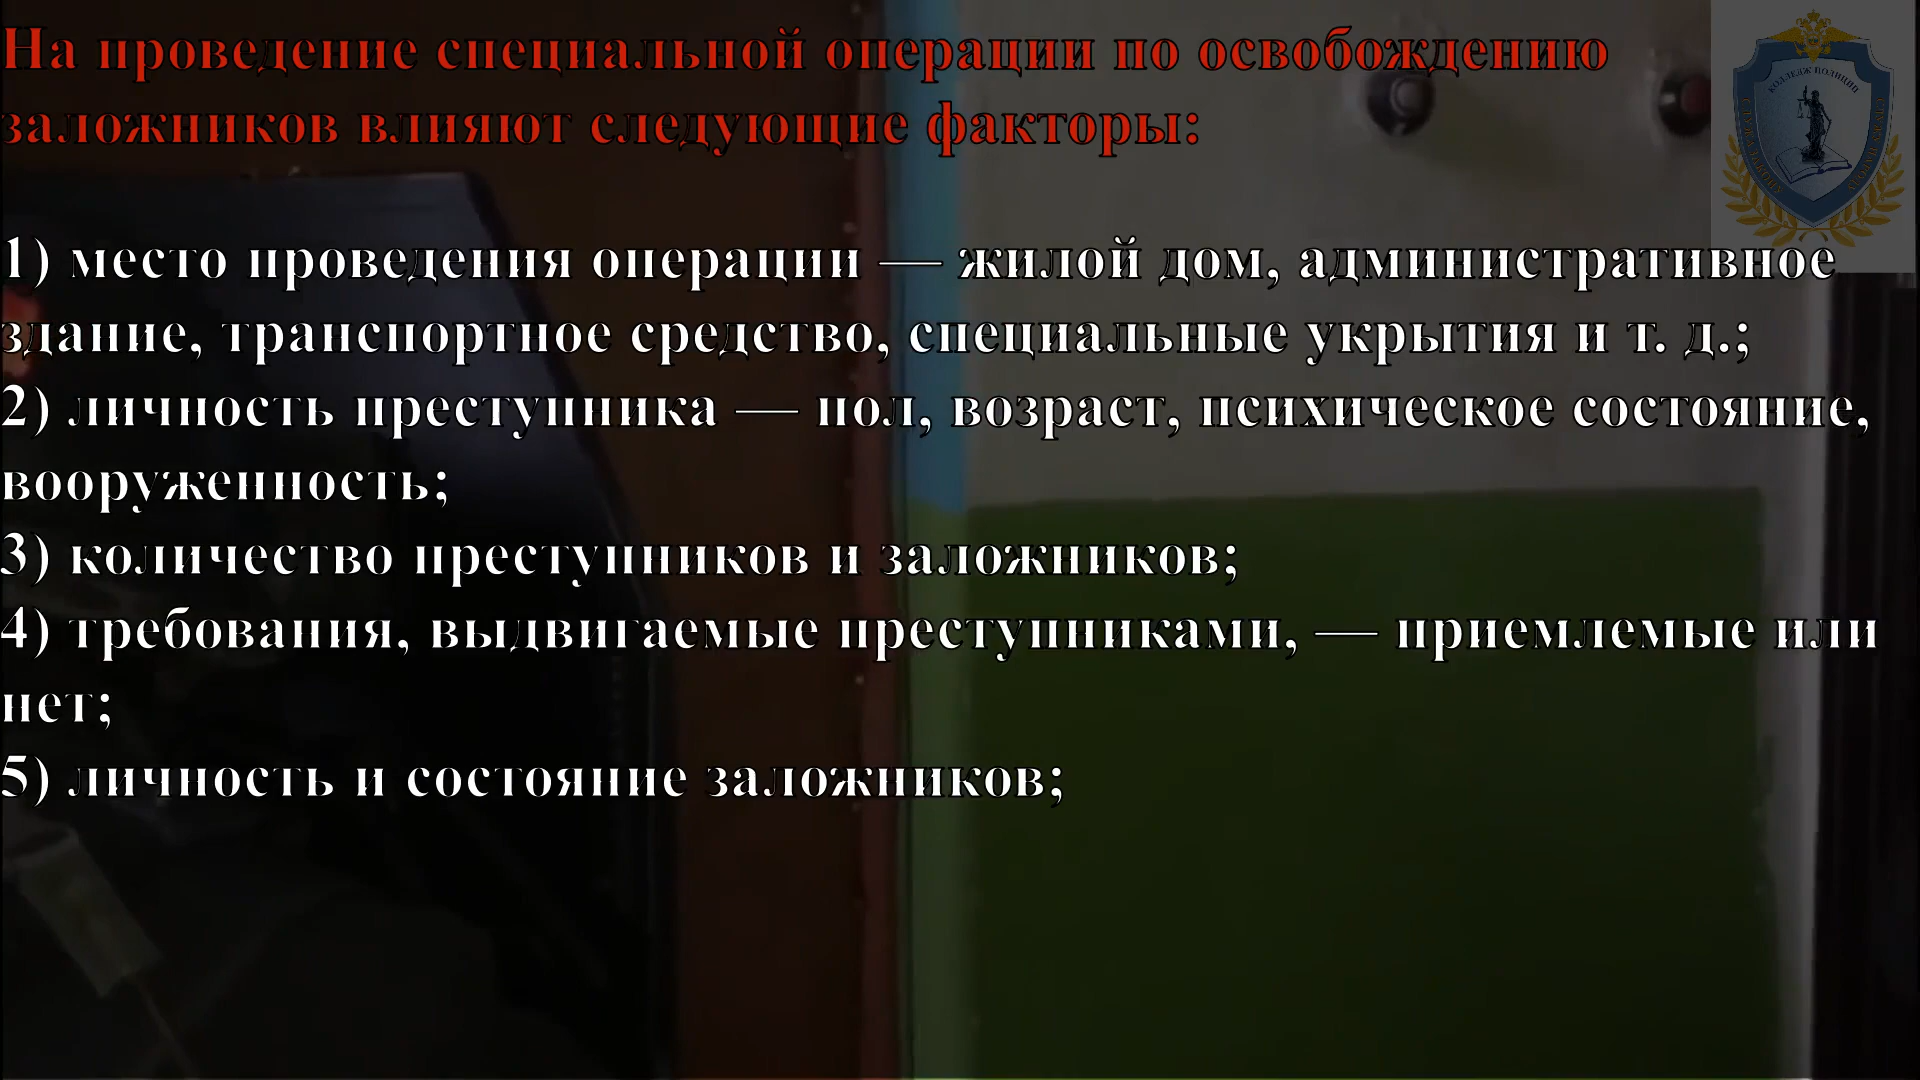 На проведение специальной операции по освобождению
заложников влияют следующие факторы:
КОЛЛЕДЖ ПОЛИЦИИ
1) место проведения операции — жилой дом, административное
здание, транспортное средство, специальные укрытия и т. д.;
2) личность преступника — пол, возраст, психическое состояние,
вооруженность;
3) количество преступников и заложников;
4) требования, выдвигаемые преступниками, — приемлемые или
нет;
5) личность и состояние заложников;